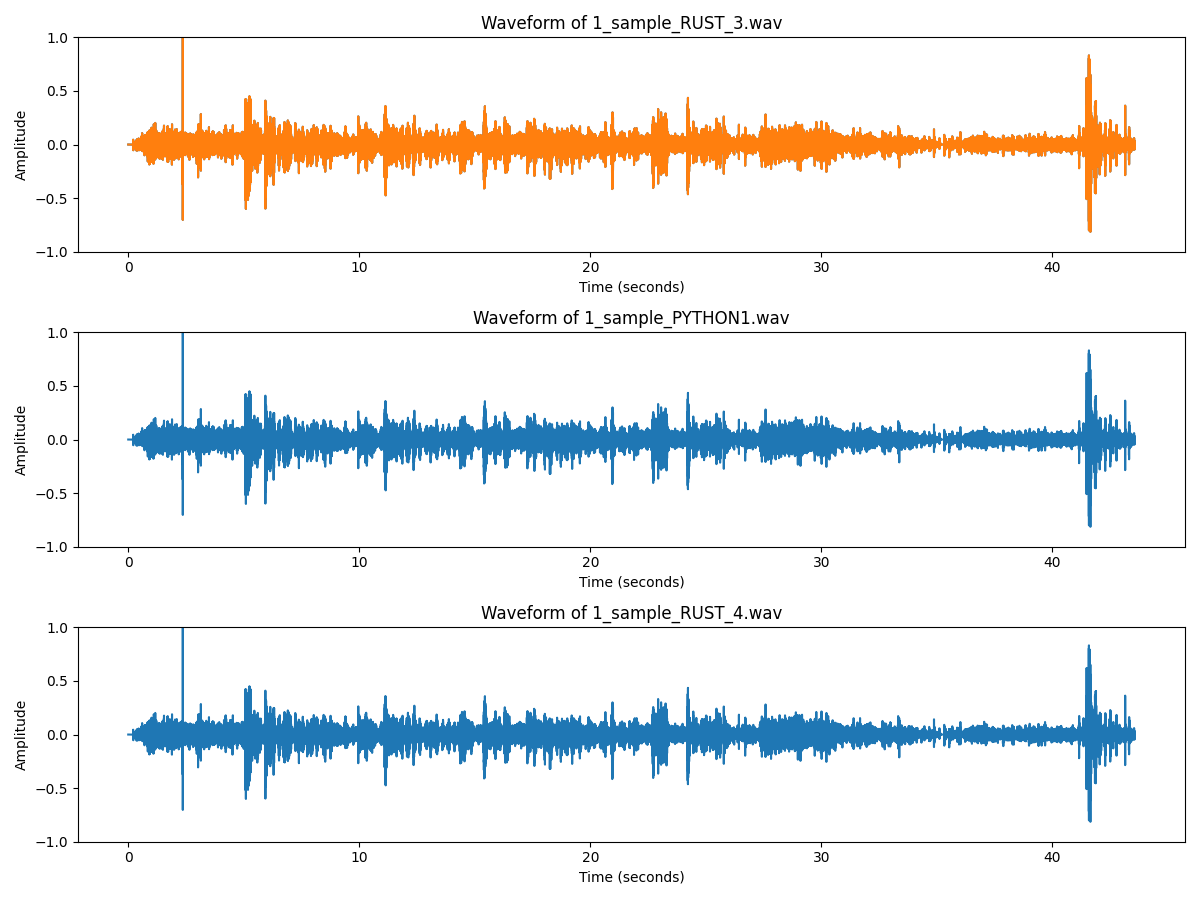 Waveform of 1_sample_RUST_3.wav
1.0
0.5
0.0
−0.5
−1.0
Amplitude
0 10 20 30 40
Time (seconds)
Waveform of 1_sample_PYTHON1.wav
1.0
0.5
0.0
−0.5
−1.0
Amplitude
0 10 20 30 40
Time (seconds)
Waveform of 1_sample_RUST_4.wav
1.0
0.5
0.0
−0.5
−1.0
Amplitude
0 10 20 30 40
Time (seconds)